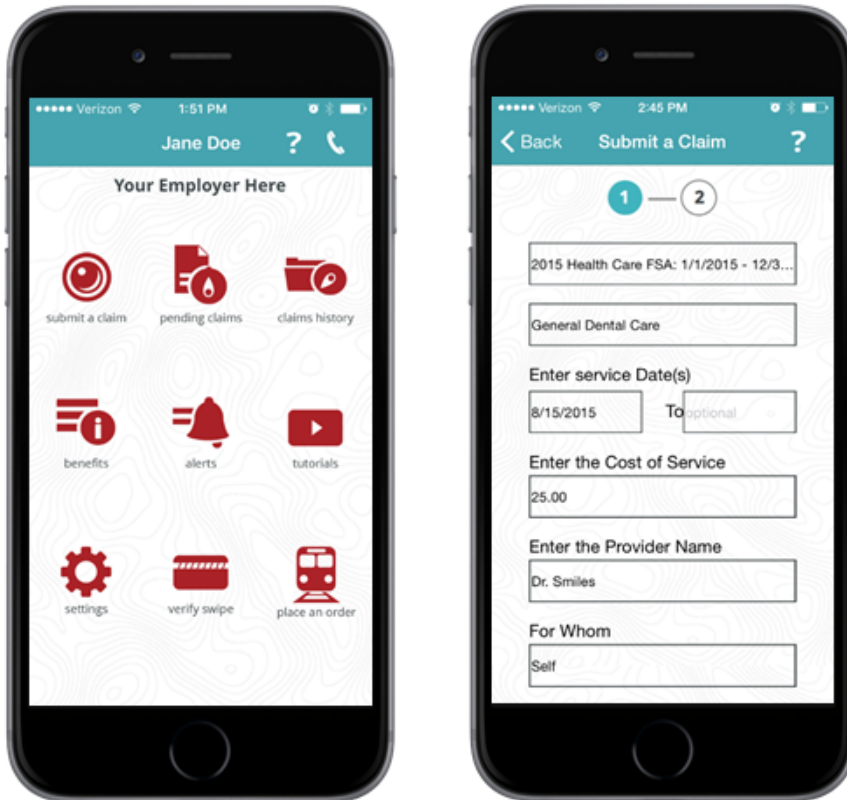 Verizon 1:51 PM
Jane Doe ?
Your Employer Here
submit a claim pending claims claims history
benefits alerts tutorials
settings verify swipe place an order
Verizon 2:45 PM
Back Submit a Claim ?
1 2
2015 Health Care FSA: 1/1/2015 - 12/3...
General Dental Care
Enter service Date(s)
8/15/2015 To optional
Enter the Cost of Service
25.00
Enter the Provider Name
Dr. Smiles
For Whom
Self